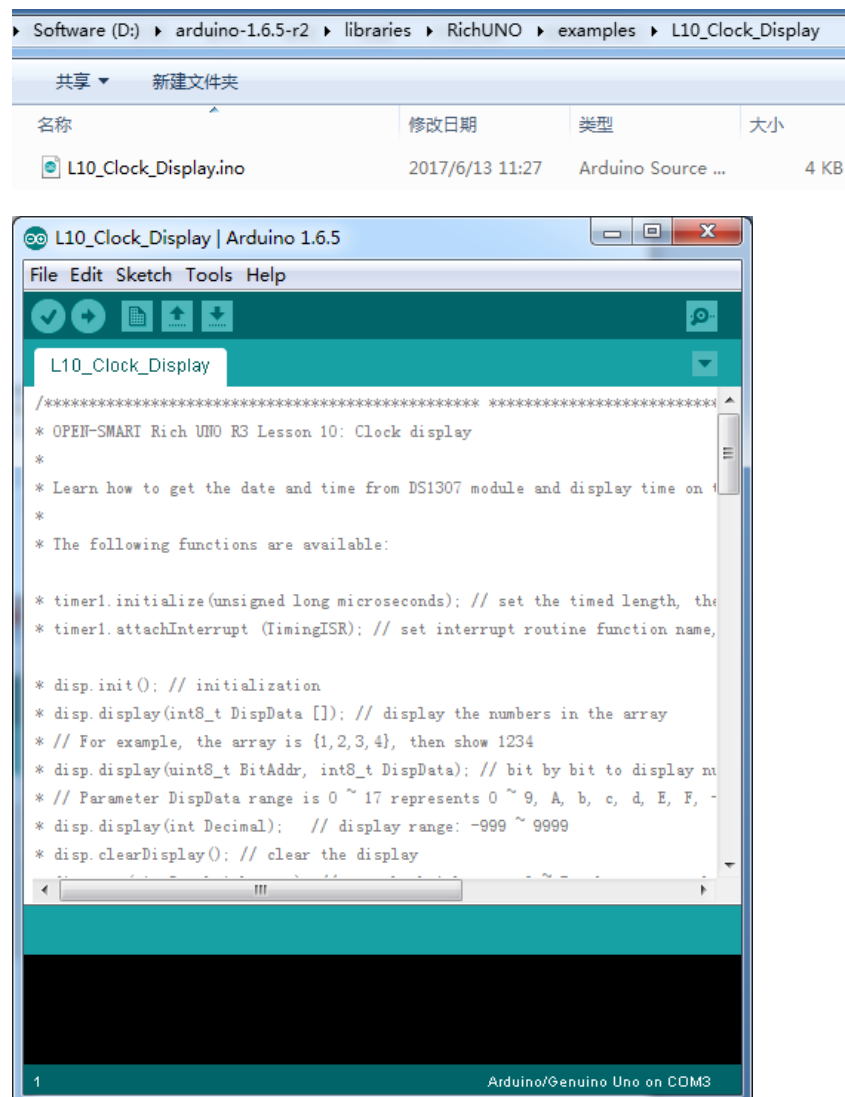 Software (D:) ▸ arduino-1.6.5-r2 ▸ libraries ▸ RichUNO ▸ examples ▸ L10_Clock_Display
共享 新建文件夹
名称 修改日期 类型 大小
L10_Clock_Display.ino 2017/6/13 11:27 Arduino Source ... 4 KB
L10_Clock_Display | Arduino 1.6.5
File Edit Sketch Tools Help
L10_Clock_Display
/************************************************* **************************
* OPEN-SMART Rich UNO R3 Lesson 10: Clock display
*
* Learn how to get the date and time from DS1307 module and display time on
*
* The following functions are available:
* timer1.initialize(unsigned long microseconds); // set the timed length, the
* timer1.attachInterrupt (TimingISR); // set interrupt routine function name,
* disp.init(); // initialization
* disp.display(int8_t DispData []); // display the numbers in the array
* // For example, the array is {1,2,3,4}, then show 1234
* disp.display(uint8_t BitAddr, int8_t DispData); // bit by bit to display nu
* // Parameter DispData range is 0 ~ 17 represents 0 ~ 9, A, b, c, d, E, F, -
* disp.display(int Decimal); // display range: -999 ~ 9999
* disp.clearDisplay(); // clear the display
1 Arduino/Genuino Uno on COM3